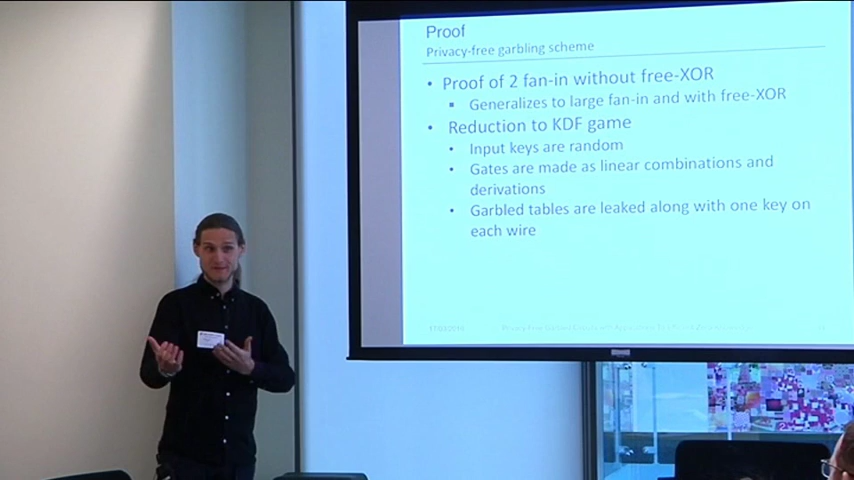 Proof
Privacy-free garbling scheme
• Proof of 2 fan-in without free-XOR
▪ Generalizes to large fan-in and with free-XOR
• Reduction to KDF game
• Input keys are random
• Gates are made as linear combinations and
derivations
• Garbled tables are leaked along with one key on
each wire